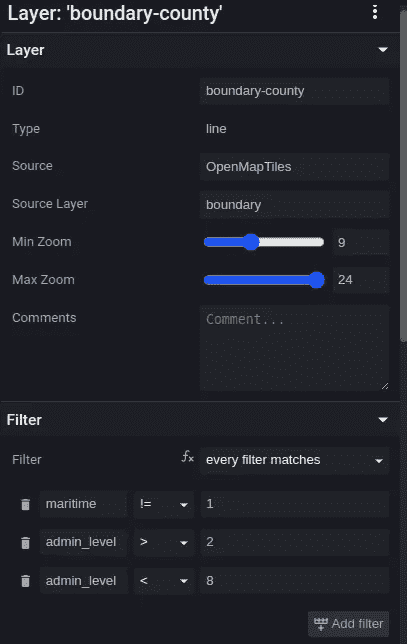 Layer: 'boundary-county'
Layer
ID boundary-county
Type line
Source OpenMapTiles
Source Layer boundary
Min Zoom 9
Max Zoom 24
Comments Comment...
Filter
Filter fx every filter matches
maritime != 1
admin_level > 2
admin_level < 8
Add filter